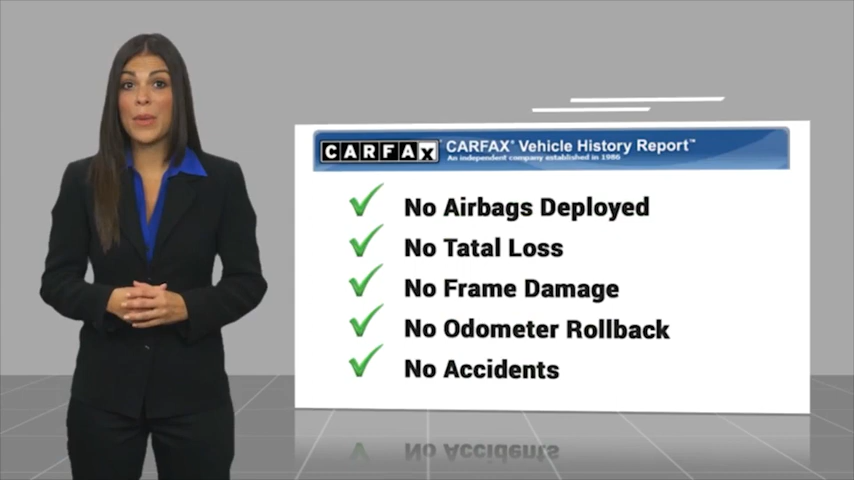 CARFAX CARFAX® Vehicle History Report™
An independent company established in 1986
No Airbags Deployed
No Tatal Loss
No Frame Damage
No Odometer Rollback
No Accidents
No Accidents